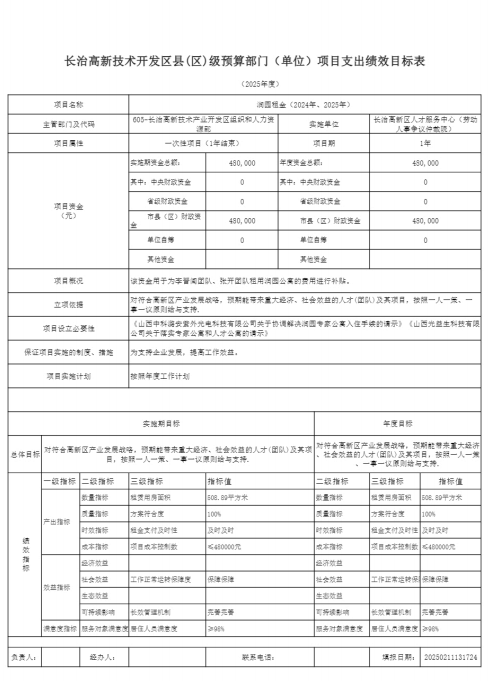 长治高新技术开发区县(区)级预算部门（单位）项目支出绩效目标表
（2025年度）
项目名称 润园租金（2024年、2025年）
主管部门及代码 605-长治高新技术产业开发区组织和人力资源部 实施单位 长治高新区人才服务中心（劳动人事争议仲裁院）
项目属性 一次性项目（1年结束） 项目期 1年
项目资金（元） 实施期资金总额： 480,000 年度资金总额： 480,000
其中：中央财政资金 0 其中：中央财政资金 0
省级财政资金 0 省级财政资金 0
市县（区）财政资金 480,000 市县（区）财政资金 480,000
单位自筹 0 单位自筹 0
其他资金 其他资金
项目概况 该资金用于为李晋闽团队、张开团队租用润园公寓的费用进行补贴。
立项依据 对符合高新区产业发展战略，预期能带来重大经济、社会效益的人才(团队)及其项目，按照一人一策、一事一议原则给与支持.
项目设立必要性 《山西中科潞安紫外光电科技有限公司关于协调解决润园专家公寓入住手续的请示》《山西光益生科技有限公司关于落实专家公寓和人才公寓的请示》
保证项目实施的制度、措施 为支持企业发展，提高工作效益。
项目实施计划 按照年度工作计划
实施期目标 年度目标
总体目标 对符合高新区产业发展战略，预期能带来重大经济、社会效益的人才(团队)及其项目，按照一人一策、一事一议原则给与支持. 对符合高新区产业发展战略，预期能带来重大经济、社会效益的人才(团队)及其项目，按照一人一策、一事一议原则给与支持.
绩效指标 一级指标 二级指标 三级指标 指标值 二级指标 三级指标 指标值
产出指标 数量指标 租赁用房面积 508.89平方米 数量指标 租赁用房面积 508.89平方米
质量指标 方案符合度 100% 质量指标 方案符合度 100%
时效指标 租金支付及时性 及时及时 时效指标 租金支付及时性 及时及时
成本指标 项目成本控制数 ≤480000元 成本指标 项目成本控制数 ≤480000元
效益指标 经济效益 经济效益
社会效益 工作正常运转保障度 保障保障 社会效益 工作正常运转保 保障保障
生态效益 生态效益
可持续影响 长效管理机制 完善完善 可持续影响 长效管理机制 完善完善
满意度指标 服务对象满意度 居住人员满意度 ≥98% 服务对象满意度 居住人员满意度 ≥98%
负责人： 经办人： 联系电话： 填报日期： 20250211131724